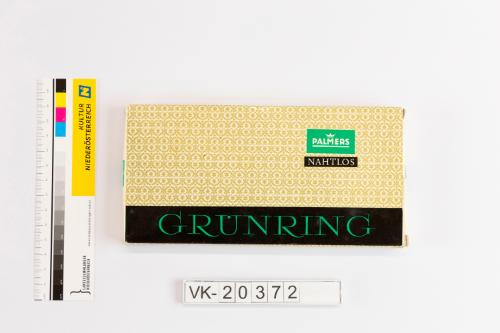 KULTUR
NIEDERÖSTERREICH
PALMERS
NAHTLOS
GRÜNRING
VK-20372